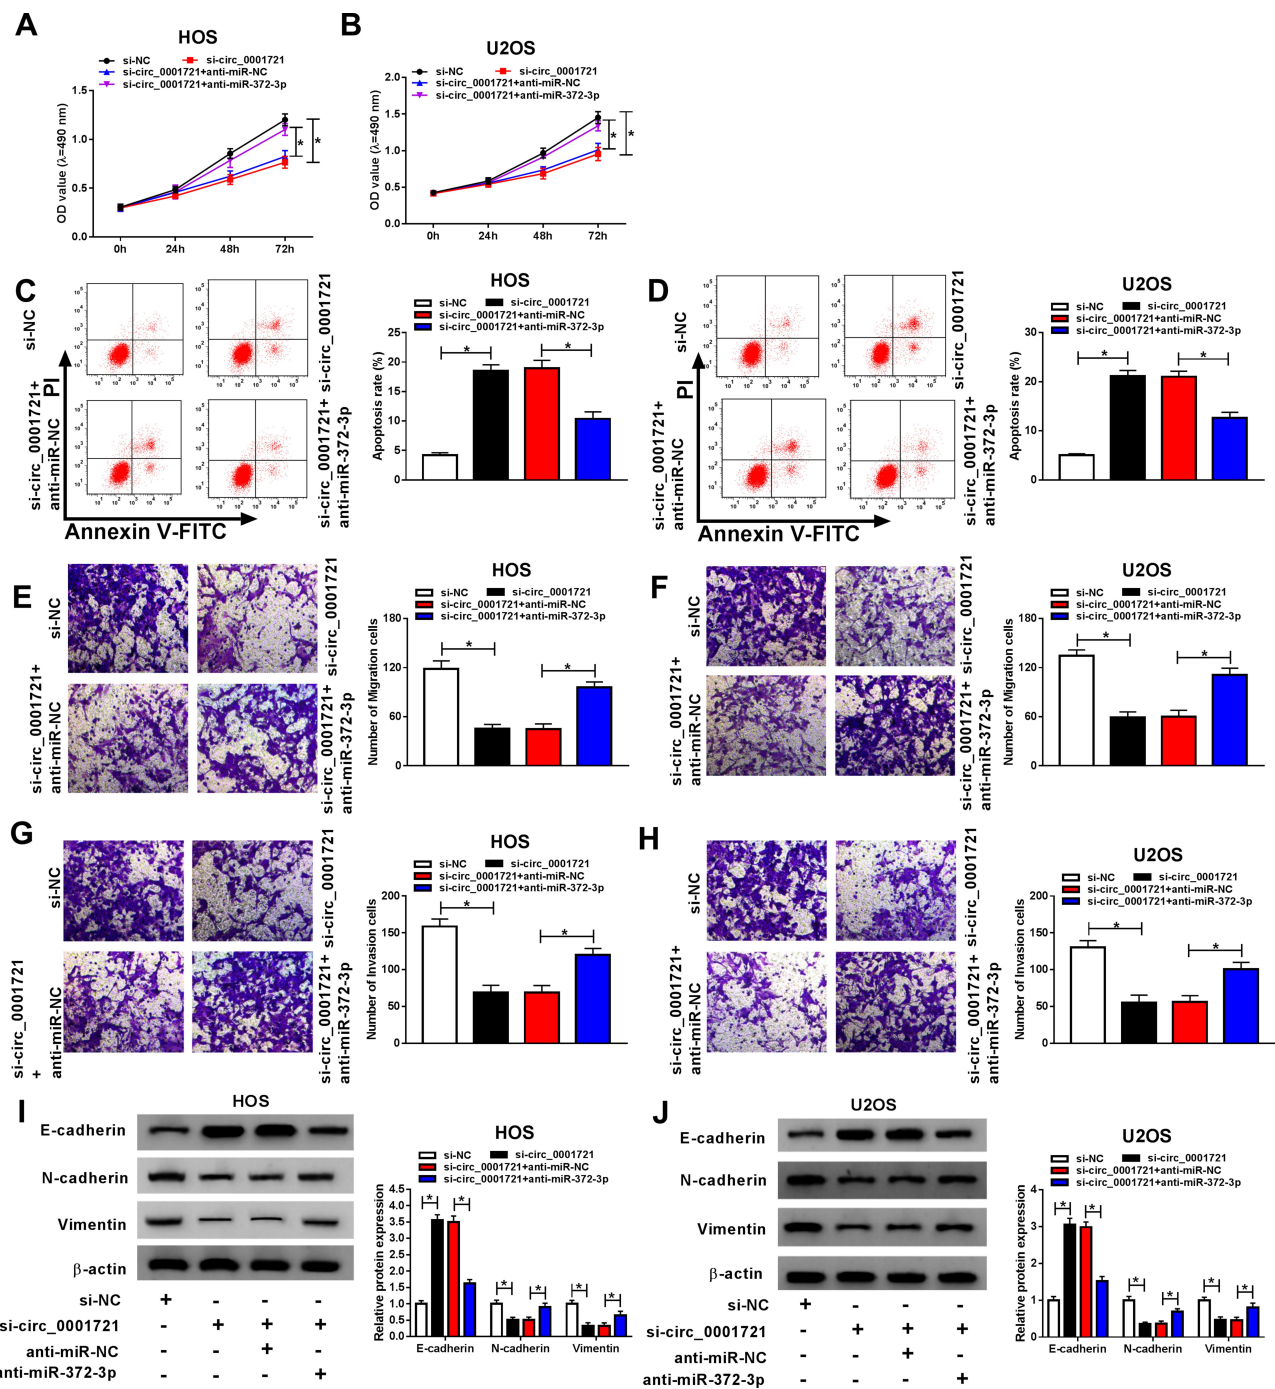 A
HOS
si-NC
si-circ_0001721
si-circ_0001721+anti-miR-NC
si-circ_0001721+anti-miR-372-3p
OD value (λ=490 nm)
1.5
1.0
0.5
0.0
0h 24h 48h 72h
*
*
B
U2OS
si-NC
si-circ_0001721
si-circ_0001721+anti-miR-NC
si-circ_0001721+anti-miR-372-3p
OD value (λ=490 nm)
2.0
1.5
1.0
0.5
0.0
0h 24h 48h 72h
*
*
C
si-NC
si-circ_0001721
si-circ_0001721+
anti-miR-NC
si-circ_0001721+
anti-miR-372-3p
PI
Annexin V-FITC
HOS
si-NC
si-circ_0001721
si-circ_0001721+anti-miR-NC
si-circ_0001721+anti-miR-372-3p
Apoptosis rate (%)
25
20
15
10
5
0
*
*
D
si-NC
si-circ_0001721
si-circ_0001721+
anti-miR-NC
si-circ_0001721+
anti-miR-372-3p
PI
Annexin V-FITC
U2OS
si-NC
si-circ_0001721
si-circ_0001721+anti-miR-NC
si-circ_0001721+anti-miR-372-3p
Apoptosis rate (%)
30
20
10
0
*
*
E
si-NC
si-circ_0001721
si-circ_0001721+
anti-miR-NC
si-circ_0001721+
anti-miR-372-3p
HOS
si-NC
si-circ_0001721
si-circ_0001721+anti-miR-NC
si-circ_0001721+anti-miR-372-3p
Number of Migration cells
180
120
60
0
*
*
F
si-NC
si-circ_0001721
si-circ_0001721+
anti-miR-NC
si-circ_0001721+
anti-miR-372-3p
U2OS
si-NC
si-circ_0001721
si-circ_0001721+anti-miR-NC
si-circ_0001721+anti-miR-372-3p
Number of Migration cells
180
120
60
0
*
*
G
si-NC
si-circ_0001721
si-circ_0001721
+
anti-miR-NC
si-circ_0001721+
anti-miR-372-3p
HOS
si-NC
si-circ_0001721
si-circ_0001721+anti-miR-NC
si-circ_0001721+anti-miR-372-3p
Number of Invasion cells
200
150
100
50
0
*
*
H
si-NC
si-circ_0001721
si-circ_0001721+
anti-miR-NC
si-circ_0001721+
anti-miR-372-3p
U2OS
si-NC
si-circ_0001721
si-circ_0001721+anti-miR-NC
si-circ_0001721+anti-miR-372-3p
Number of Invasion cells
200
150
100
50
0
*
*
I
HOS
E-cadherin
N-cadherin
Vimentin
β-actin
si-NC + - - -
si-circ_0001721 - + + +
anti-miR-NC - - + -
anti-miR-372-3p - - - +
HOS
si-NC
si-circ_0001721
si-circ_0001721+anti-miR-NC
si-circ_0001721+anti-miR-372-3p
Relative protein expression
4.5
4.0
3.5
3.0
2.5
2.0
1.5
1.0
0.5
0.0
* * * * * *
E-cadherin N-cadherin Vimentin
J
U2OS
E-cadherin
N-cadherin
Vimentin
β-actin
si-NC + - - -
si-circ_0001721 - + + +
anti-miR-NC - - + -
anti-miR-372-3p - - - +
U2OS
si-NC
si-circ_0001721
si-circ_0001721+anti-miR-NC
si-circ_0001721+anti-miR-372-3p
Relative protein expression
4
3
2
1
0
* * * * * *
E-cadherin N-cadherin Vimentin